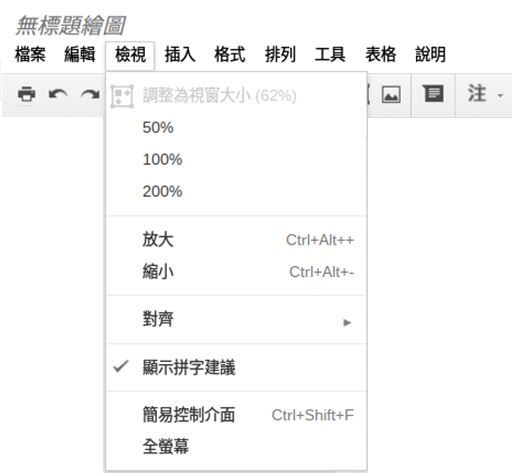 無標題繪圖
檔案 編輯 檢視 插入 格式 排列 工具 表格 說明
調整為視窗大小 (62%)
注
50%
100%
200%
放大 Ctrl+Alt++
縮小 Ctrl+Alt+-
對齊
顯示拼字建議
簡易控制介面 Ctrl+Shift+F
全螢幕